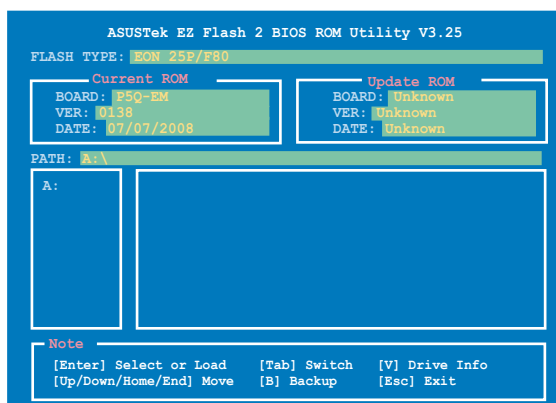 ASUSTek EZ Flash 2 BIOS ROM Utility V3.25
FLASH TYPE: EON 25P/F80
Current ROM
BOARD: P5Q-EM
VER: 0138
DATE: 07/07/2008
Update ROM
BOARD: Unknown
VER: Unknown
DATE: Unknown
PATH: A:\
A:
Note
[Enter] Select or Load [Tab] Switch [V] Drive Info
[Up/Down/Home/End] Move [B] Backup [Esc] Exit